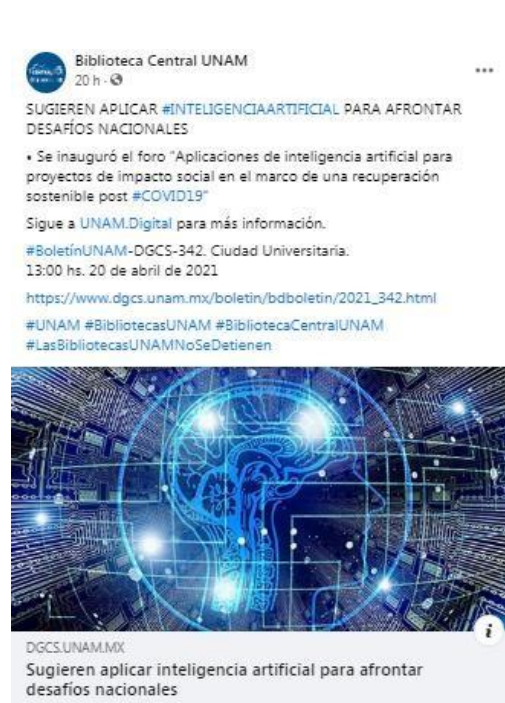 Biblioteca Central UNAM
20 h ·
SUGIEREN APLICAR #INTELIGENCIAARTIFICIAL PARA AFRONTAR
DESAFÍOS NACIONALES
• Se inauguró el foro "Aplicaciones de inteligencia artificial para
proyectos de impacto social en el marco de una recuperación
sostenible post #COVID19"
Sigue a UNAM.Digital para más información.
#BoletínUNAM-DGCS-342. Ciudad Universitaria.
13:00 hs. 20 de abril de 2021
https://www.dgcs.unam.mx/boletin/bdboletin/2021_342.html
#UNAM #BibliotecasUNAM #BibliotecaCentralUNAM
#LasBibliotecasUNAMNoSeDetienen
DGCS.UNAM.MX
Sugieren aplicar inteligencia artificial para afrontar
desafíos nacionales